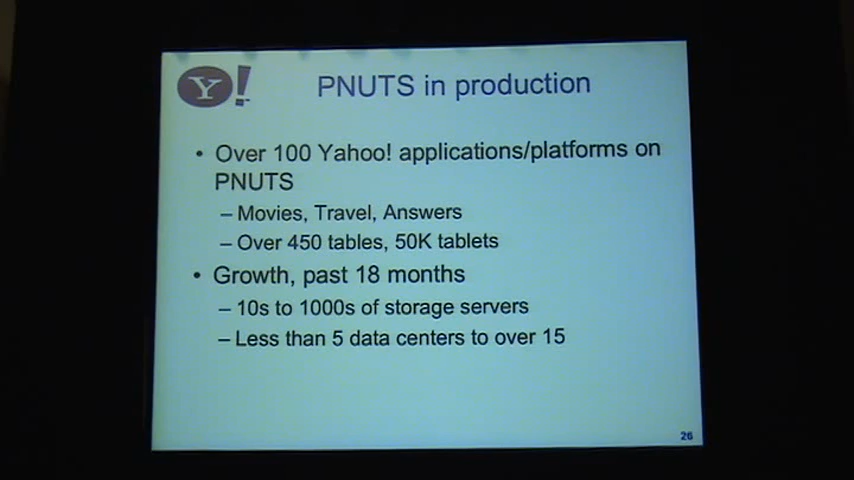 Y!
PNUTS in production
• Over 100 Yahoo! applications/platforms on
PNUTS
– Movies, Travel, Answers
– Over 450 tables, 50K tablets
• Growth, past 18 months
– 10s to 1000s of storage servers
– Less than 5 data centers to over 15
26